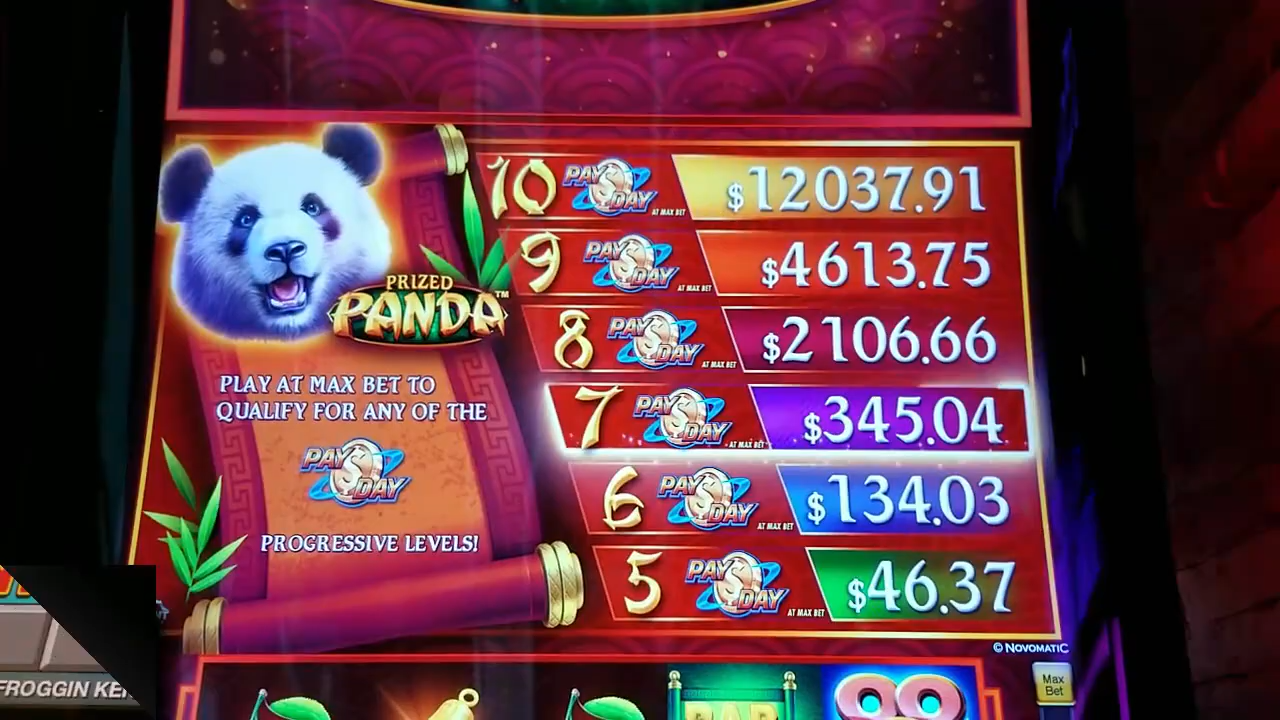 10 PAY DAY AT MAX BET $12037.91
9 PAY DAY AT MAX BET $4613.75
8 PAY DAY AT MAX BET $2106.66
7 PAY DAY AT MAX BET $345.04
6 PAY DAY AT MAX BET $134.03
5 PAY DAY AT MAX BET $46.37
PRIZED
PANDA™
PLAY AT MAX BET TO
QUALIFY FOR ANY OF THE
PAY DAY
PROGRESSIVE LEVELS!
© NOVOMATIC
Max
Bet
BAR
FROGGIN